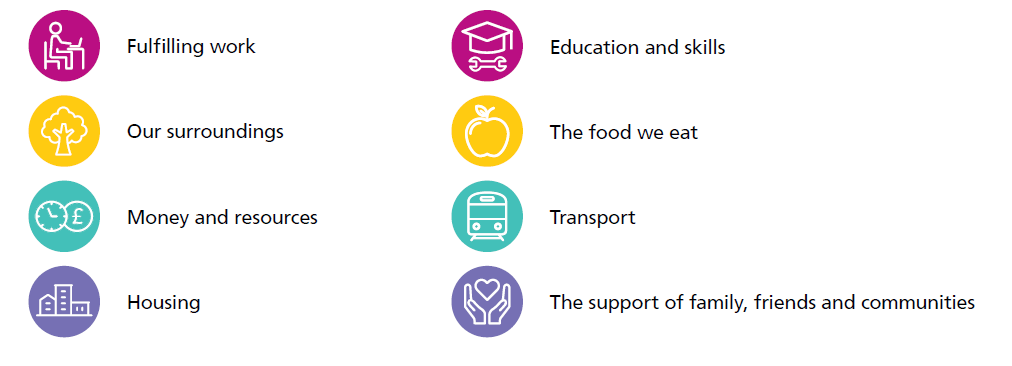 Fulfilling work
Education and skills
Our surroundings
The food we eat
£
Money and resources
Transport
Housing
The support of family, friends and communities